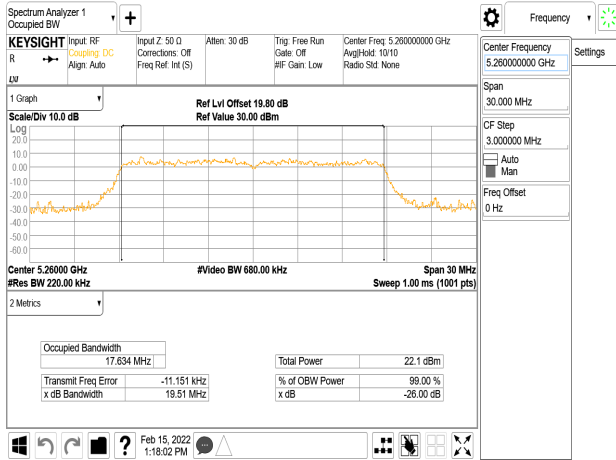 Spectrum Analyzer 1
Occupied BW
Frequency
KEYSIGHT
R
Input: RF
Coupling: DC
Align: Auto
Input Z: 50 Ω
Corrections: Off
Freq Ref: Int (S)
Atten: 30 dB
Trig: Free Run
Gate: Off
#IF Gain: Low
Center Freq: 5.260000000 GHz
Avg|Hold: 10/10
Radio Std: None
Center Frequency
5.260000000 GHz
Settings
Span
30.000 MHz
CF Step
3.000000 MHz
Auto
Man
Freq Offset
0 Hz
1 Graph
Scale/Div 10.0 dB
Ref Lvl Offset 19.80 dB
Ref Value 30.00 dBm
Log
20.0
10.0
0.00
-10.0
-20.0
-30.0
-40.0
-50.0
-60.0
Center 5.26000 GHz
#Res BW 220.00 kHz
#Video BW 680.00 kHz
Span 30 MHz
Sweep 1.00 ms (1001 pts)
2 Metrics
Occupied Bandwidth
17.634 MHz
Total Power 22.1 dBm
Transmit Freq Error -11.151 kHz
% of OBW Power 99.00 %
x dB Bandwidth 19.51 MHz
x dB -26.00 dB
Feb 15, 2022
1:18:02 PM